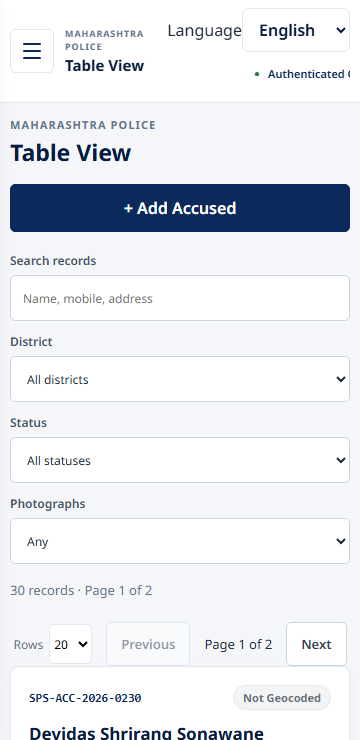 MAHARASHTRA
POLICE
Table View
Language
English
Authenticated
MAHARASHTRA POLICE
Table View
+ Add Accused
Search records
Name, mobile, address
District
All districts
Status
All statuses
Photographs
Any
30 records · Page 1 of 2
Rows 20 Previous Page 1 of 2 Next
SPS-ACC-2026-0230 Not Geocoded
Devidas Shrirang Sonawane